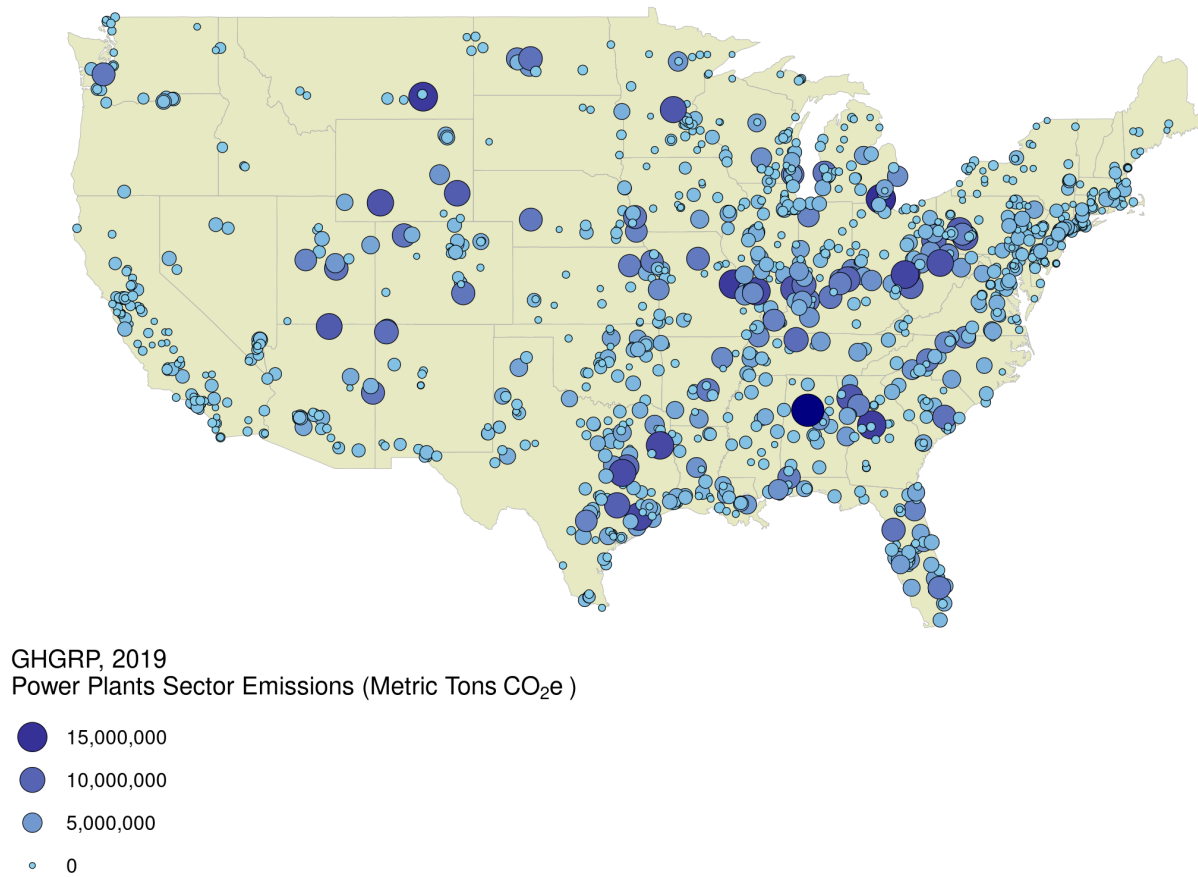 GHGRP, 2019
Power Plants Sector Emissions (Metric Tons CO₂e )
15,000,000
10,000,000
5,000,000
0